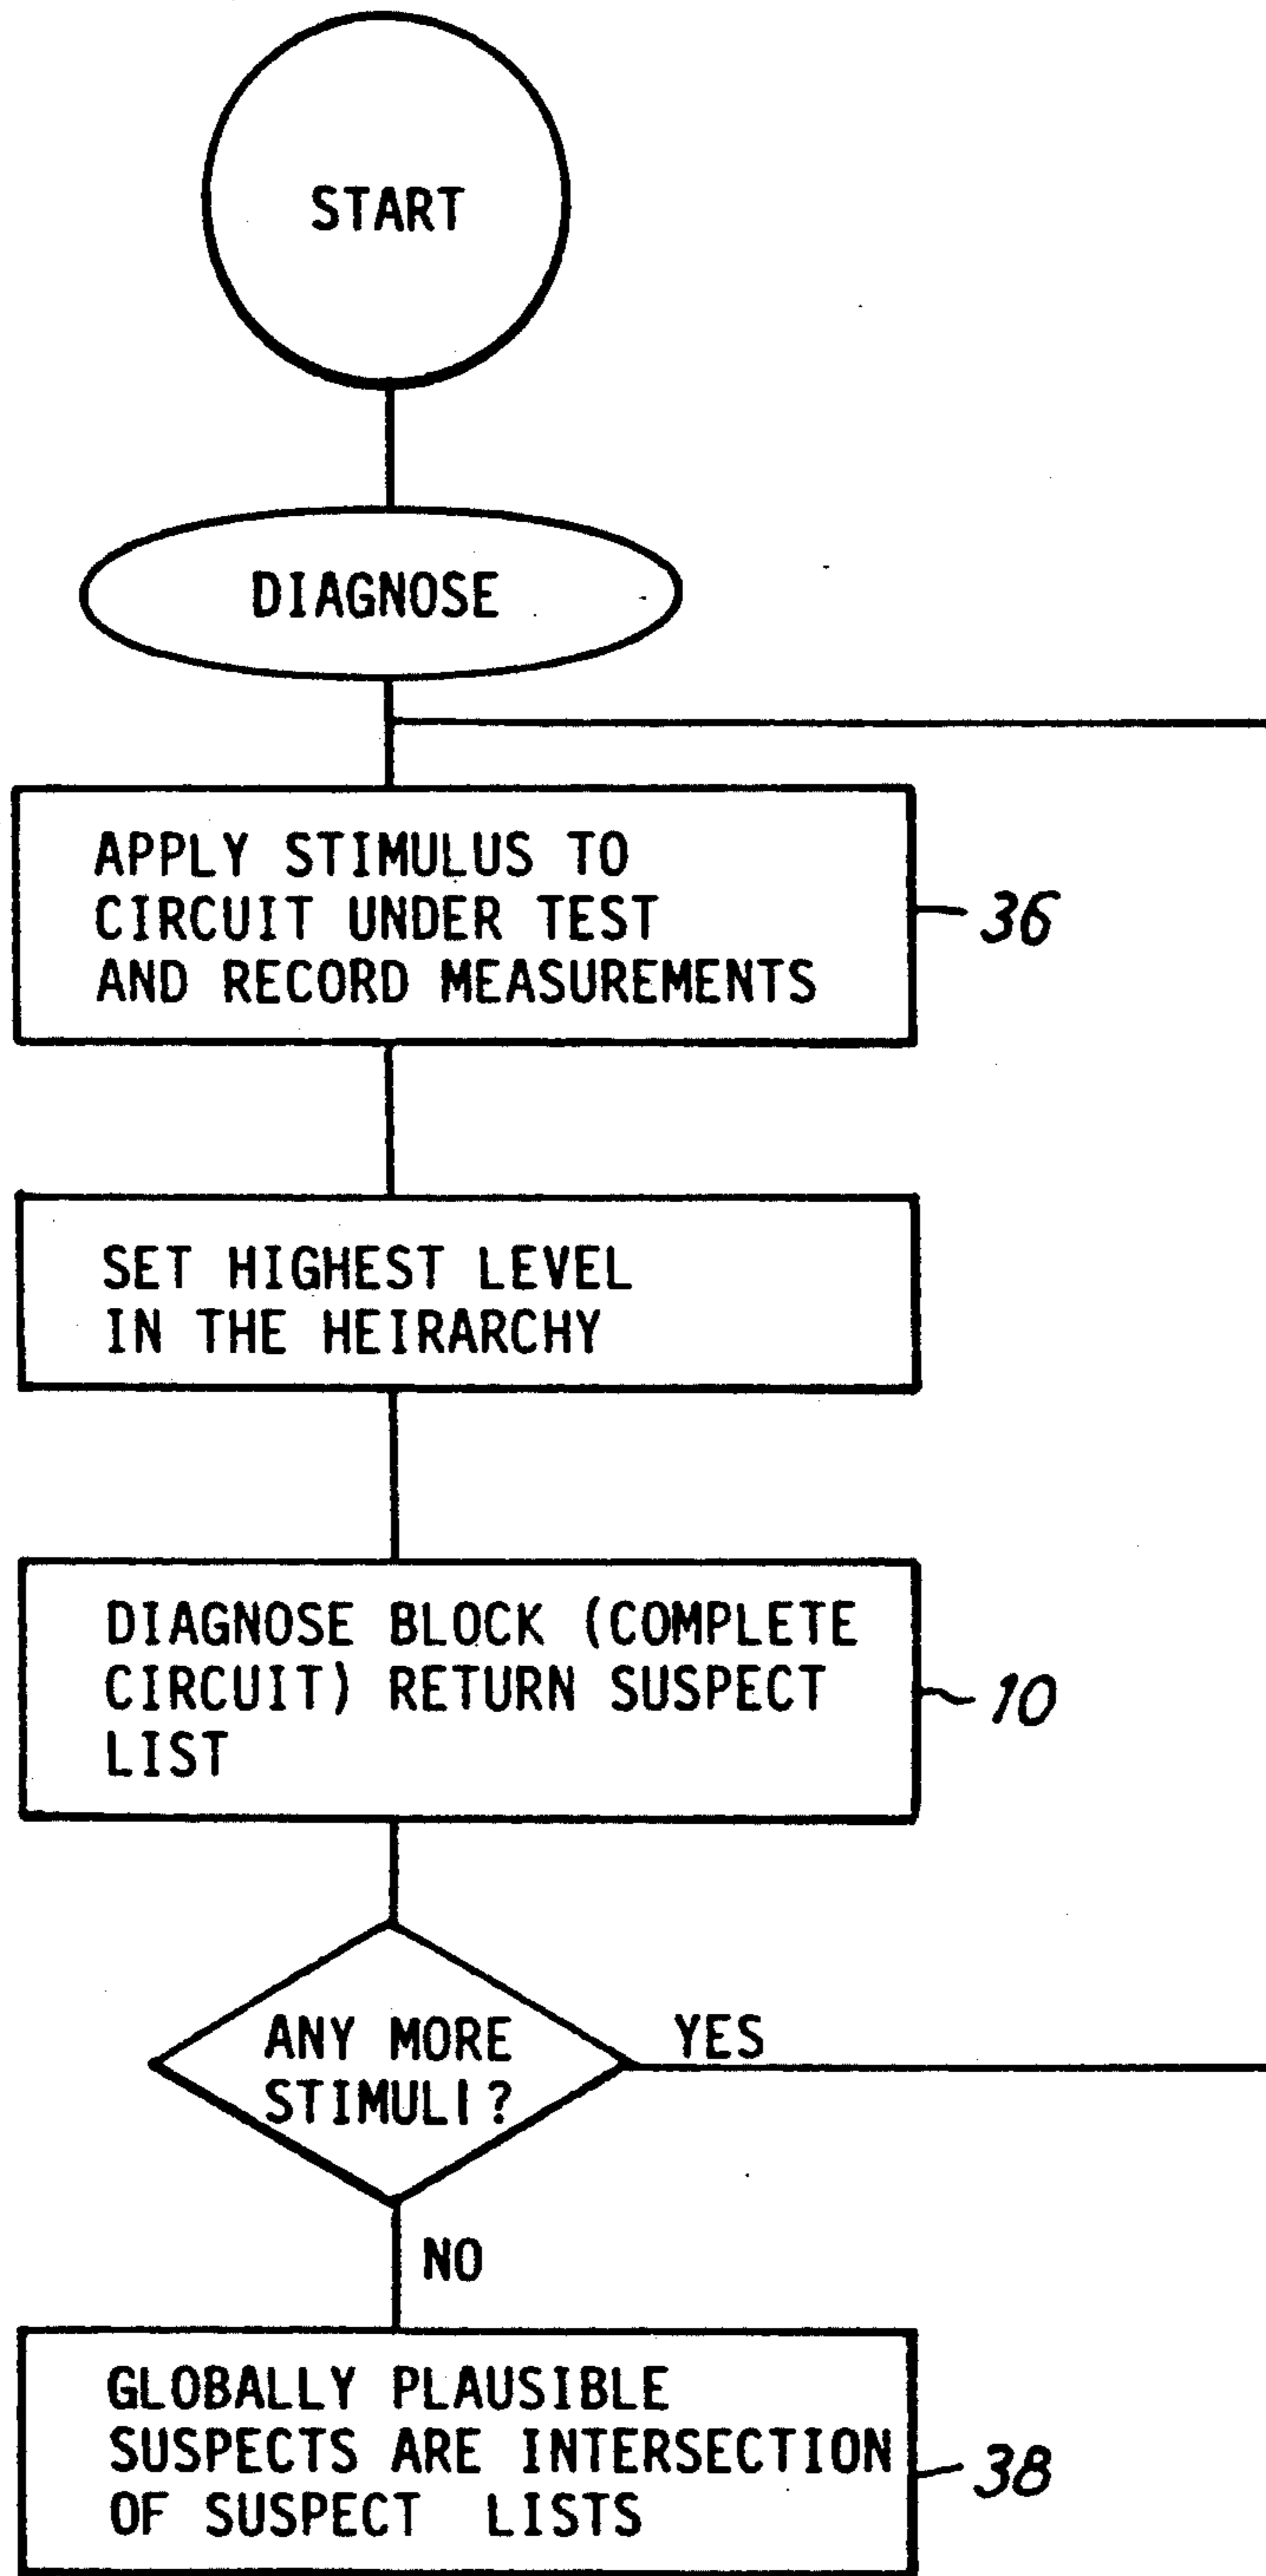 START
DIAGNOSE
APPLY STIMULUS TO
CIRCUIT UNDER TEST
AND RECORD MEASUREMENTS
36
SET HIGHEST LEVEL
IN THE HEIRARCHY
DIAGNOSE BLOCK (COMPLETE
CIRCUIT) RETURN SUSPECT
LIST
10
ANY MORE
STIMULI?
YES
NO
GLOBALLY PLAUSIBLE
SUSPECTS ARE INTERSECTION
OF SUSPECT LISTS
38